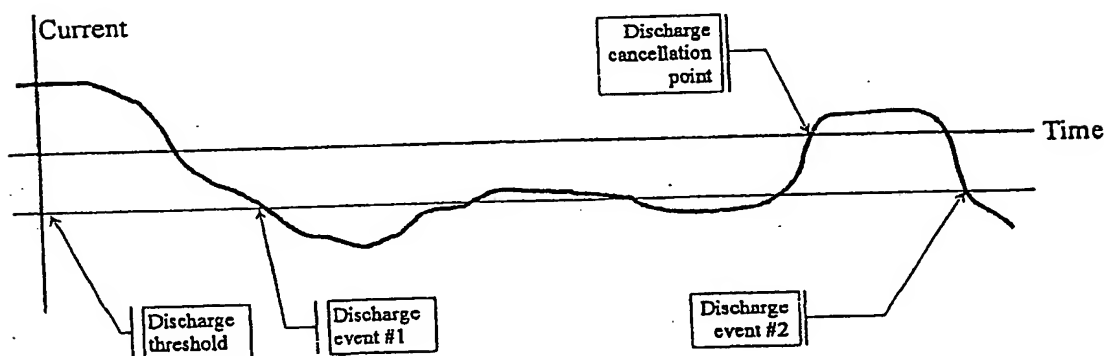 Current
Discharge
cancellation
point
Time
Discharge
threshold
Discharge
event #1
Discharge
event #2